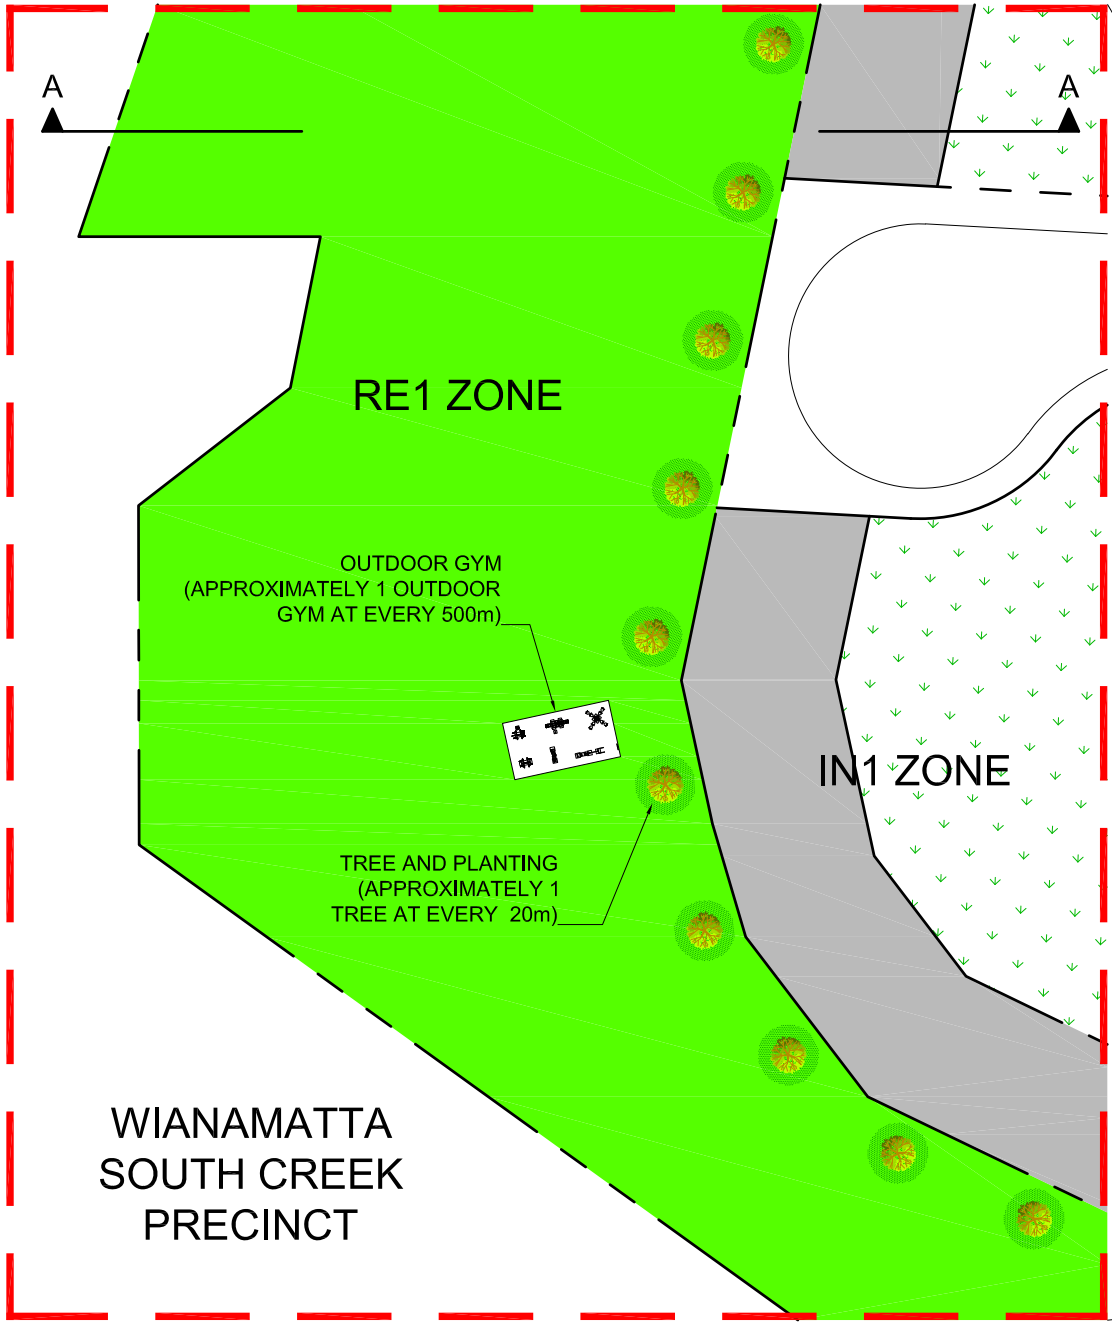 A
A
RE1 ZONE
OUTDOOR GYM
(APPROXIMATELY 1 OUTDOOR
GYM AT EVERY 500m)
IN1 ZONE
TREE AND PLANTING
(APPROXIMATELY 1
TREE AT EVERY  20m)
WIANAMATTA
SOUTH CREEK
PRECINCT